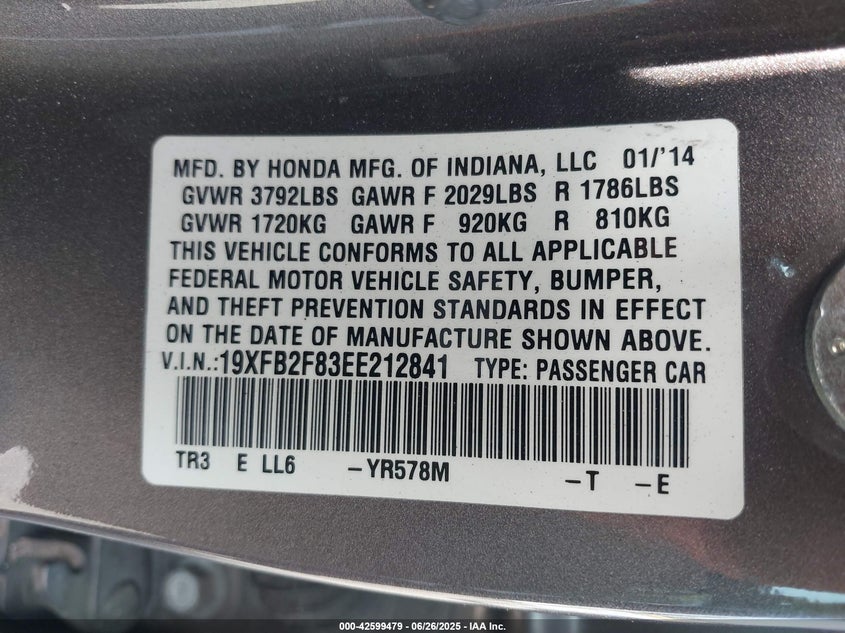 MFD. BY HONDA MFG. OF INDIANA, LLC 01/'14
GVWR 3792LBS GAWR F 2029LBS R 1786LBS
GVWR 1720KG GAWR F 920KG R 810KG
THIS VEHICLE CONFORMS TO ALL APPLICABLE
FEDERAL MOTOR VEHICLE SAFETY, BUMPER,
AND THEFT PREVENTION STANDARDS IN EFFECT
ON THE DATE OF MANUFACTURE SHOWN ABOVE.
V.I.N.:19XFB2F83EE212841 TYPE: PASSENGER CAR
TR3 E LL6 -YR578M -T -E
000-42599479 - 06/26/2025 - IAA Inc.